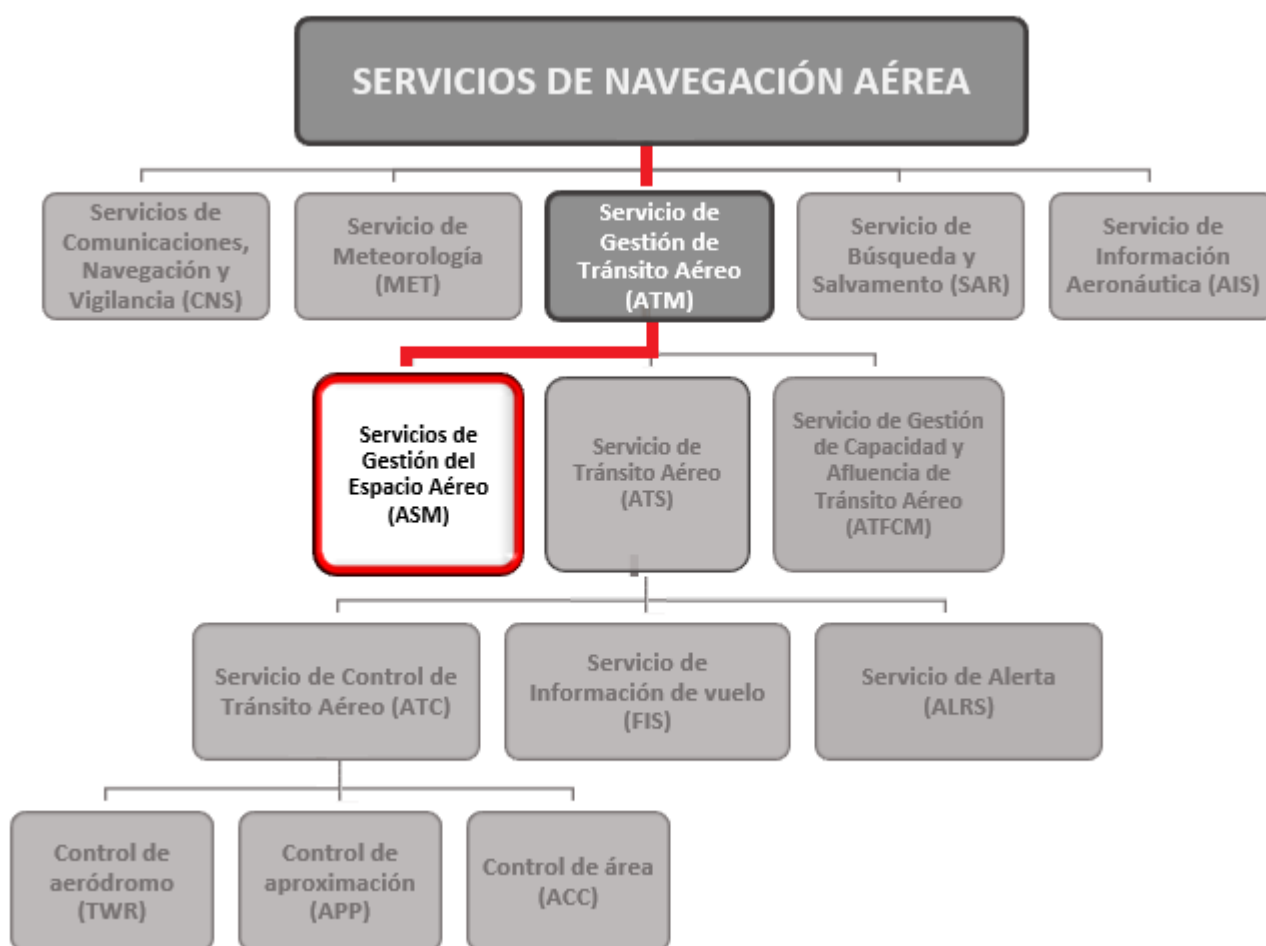 SERVICIOS DE NAVEGACIÓN AÉREA
Servicios de
Comunicaciones,
Navegación y
Vigilancia (CNS)
Servicio de
Meteorología
(MET)
Servicio de
Gestión de
Tránsito Aéreo
(ATM)
Servicio de
Búsqueda y
Salvamento (SAR)
Servicio de
Información
Aeronáutica (AIS)
Servicios de
Gestión del
Espacio Aéreo
(ASM)
Servicio de
Tránsito Aéreo
(ATS)
Servicio de Gestión
de Capacidad y
Afluencia de
Tránsito Aéreo
(ATFCM)
Servicio de Control de
Tránsito Aéreo (ATC)
Servicio de
Información de vuelo
(FIS)
Servicio de Alerta
(ALRS)
Control de
aeródromo
(TWR)
Control de
aproximación
(APP)
Control de área
(ACC)